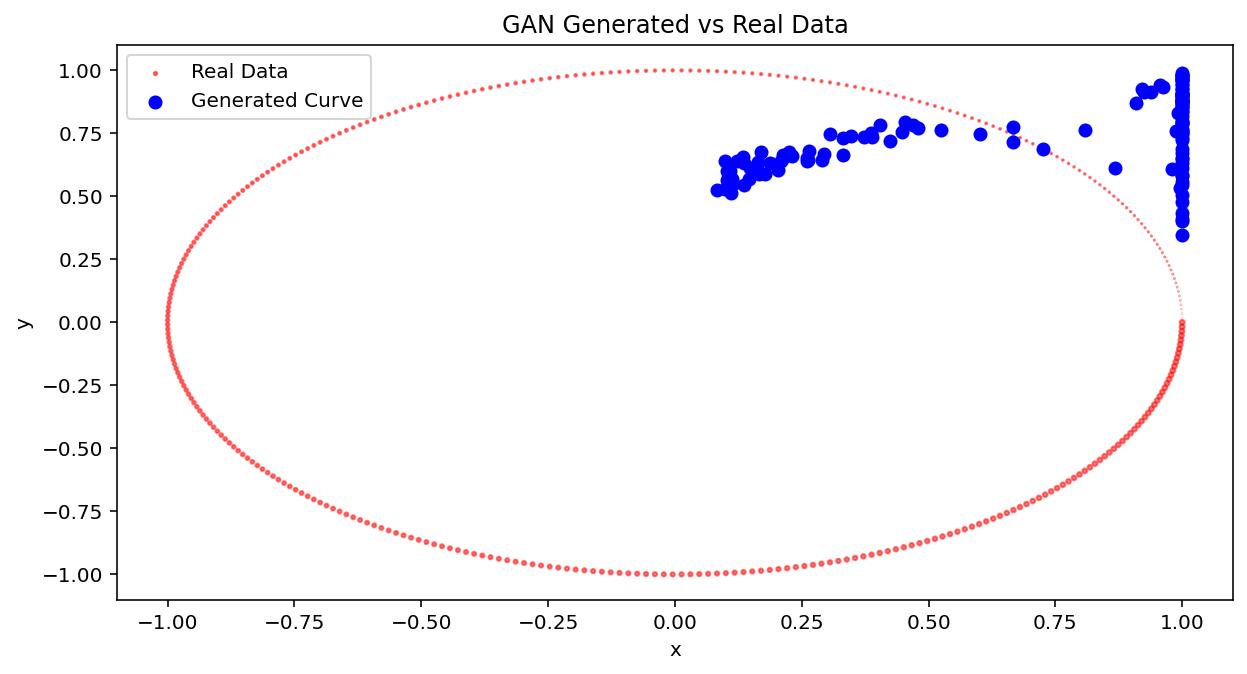 GAN Generated vs Real Data
Real Data
Generated Curve
1.00
0.75
0.50
0.25
0.00
−0.25
−0.50
−0.75
−1.00
y
−1.00 −0.75 −0.50 −0.25 0.00 0.25 0.50 0.75 1.00
x